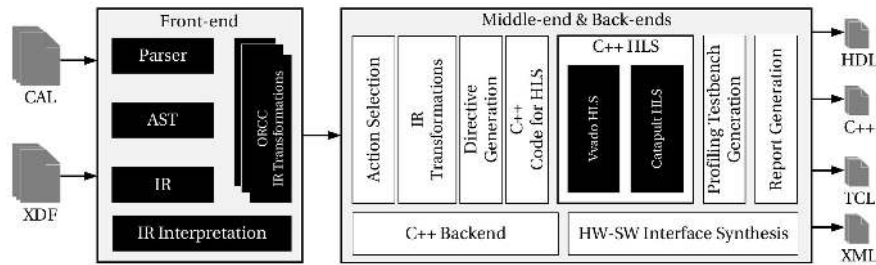 Front-end
Middle-end & Back-ends
CAL
XDF
Parser
AST
IR
ORCC
IR Transformations
IR Interpretation
Action Selection
IR
Transformations
Directive
Generation
C++
Code for HLS
C++ HLS
Vvado HLS
Catapult HLS
Profiling Testbench
Generation
Report Generation
C++ Backend
HW-SW Interface Synthesis
HDL
C++
TCL
XML